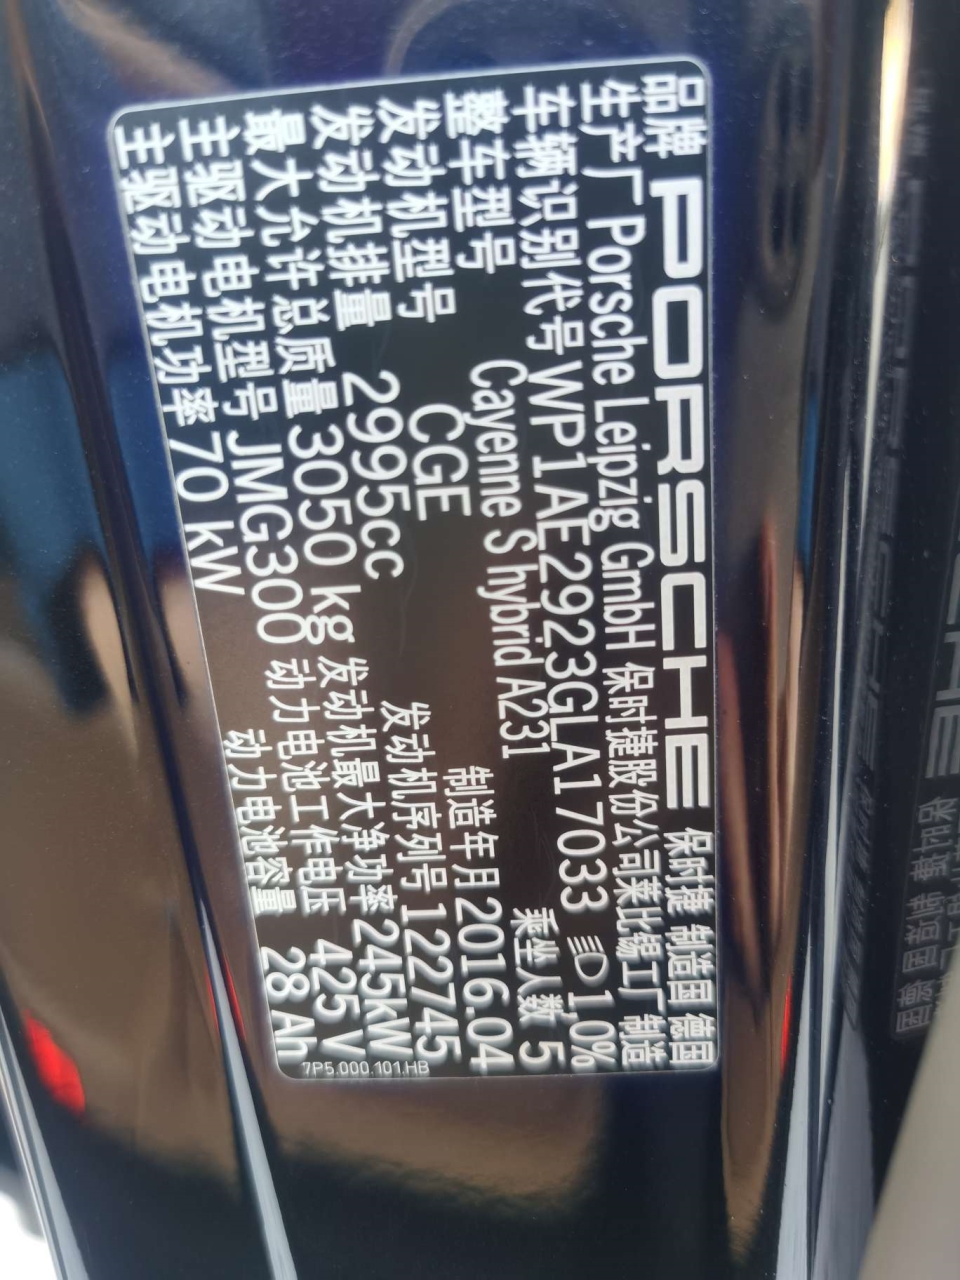 品牌 PORSCHE 保时捷 制造国 德国
生产厂 Porsche Leipzig GmbH 保时捷股份公司莱比锡工厂制造
车辆识别代号 WP1AE2923GLA17033 1,0%
整车型号 Cayenne S hybrid A231 乘坐人数 5
发动机型号 CGE 制造年月 2016.04
发动机排量 2995cc 发动机序列号 122745
最大允许总质量 3050 kg 发动机最大净功率 245kW
主驱动电机型号 JMG300 动力电池工作电压 425 V
主驱动电机功率 70 kW 动力电池容量 28 Ah
7P5.000.101.HB